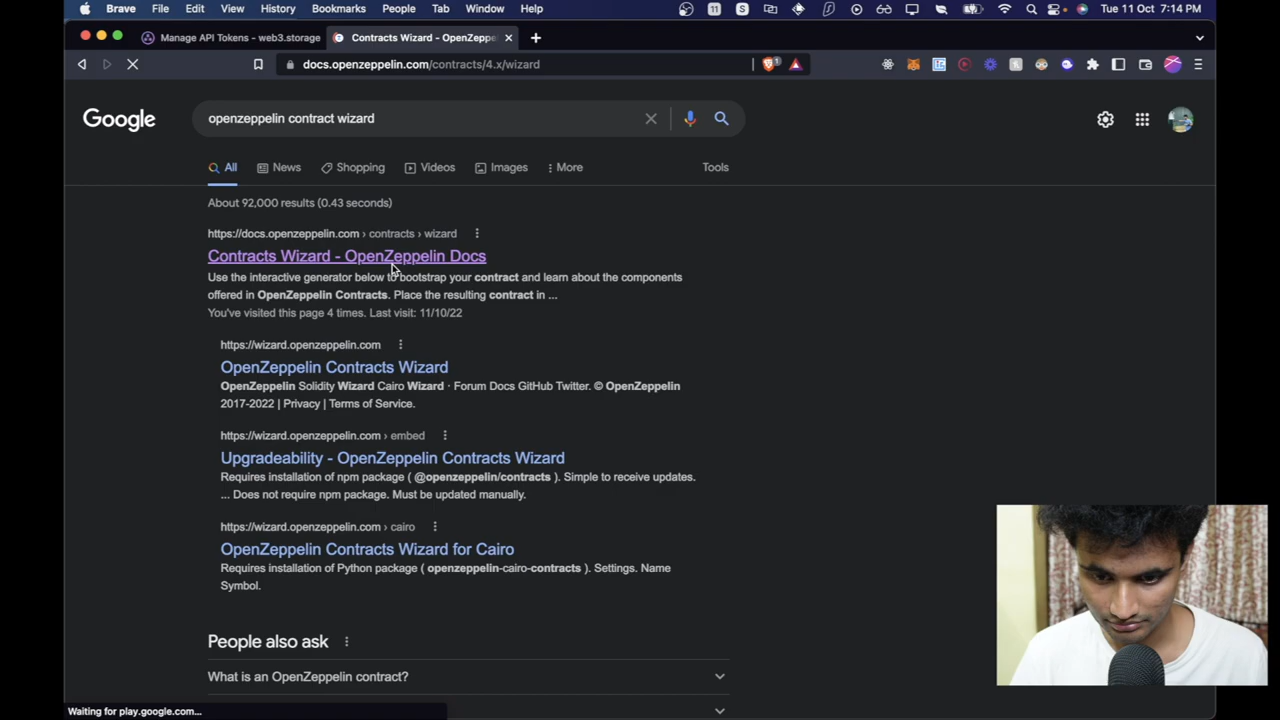 Brave File Edit View History Bookmarks People Tab Window Help 11 S Tue 11 Oct 7:14 PM
Manage API Tokens - web3.storage Contracts Wizard - OpenZeppe
docs.openzeppelin.com/contracts/4.x/wizard 1
Google openzeppelin contract wizard
All News Shopping Videos Images More Tools
About 92,000 results (0.43 seconds)
https://docs.openzeppelin.com › contracts › wizard
Contracts Wizard - OpenZeppelin Docs
Use the interactive generator below to bootstrap your contract and learn about the components
offered in OpenZeppelin Contracts. Place the resulting contract in ...
You've visited this page 4 times. Last visit: 11/10/22
https://wizard.openzeppelin.com
OpenZeppelin Contracts Wizard
OpenZeppelin Solidity Wizard Cairo Wizard · Forum Docs GitHub Twitter. © OpenZeppelin
2017-2022 | Privacy | Terms of Service.
https://wizard.openzeppelin.com › embed
Upgradeability - OpenZeppelin Contracts Wizard
Requires installation of npm package ( @openzeppelin/contracts ). Simple to receive updates.
... Does not require npm package. Must be updated manually.
https://wizard.openzeppelin.com › cairo
OpenZeppelin Contracts Wizard for Cairo
Requires installation of Python package ( openzeppelin-cairo-contracts ). Settings. Name
Symbol.
People also ask
What is an OpenZeppelin contract?
Waiting for play.google.com...